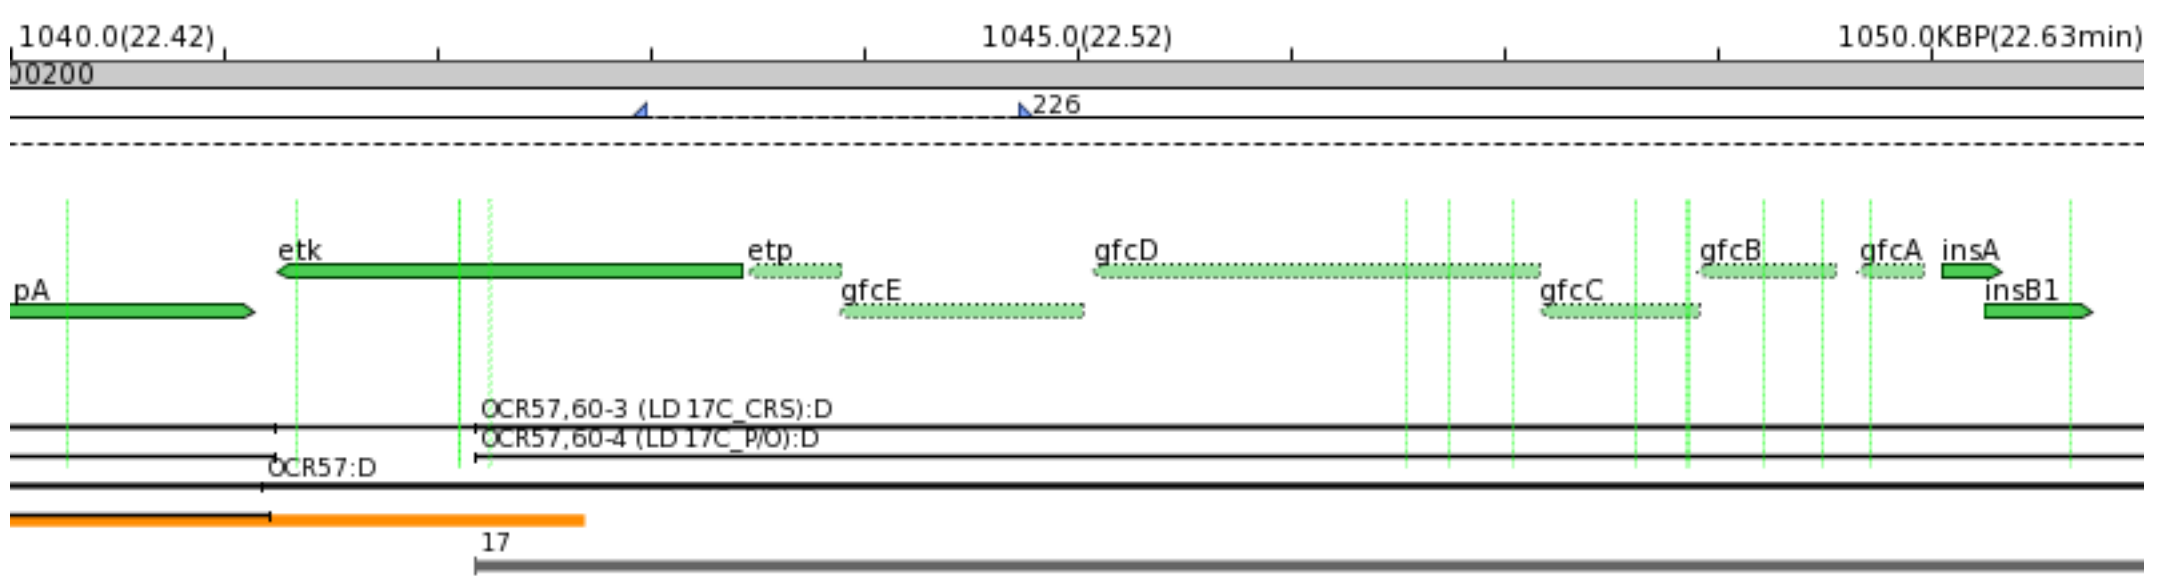 1040.0(22.42) 1045.0(22.52) 1050.0KBP(22.63min)
00200
226
etk etp gfcD gfcB gfcA insA
pA gfcE gfcC insB1
OCR57,60-3 (LD 17C_CRS):D
OCR57,60-4 (LD 17C_P/O):D
OCR57:D
17